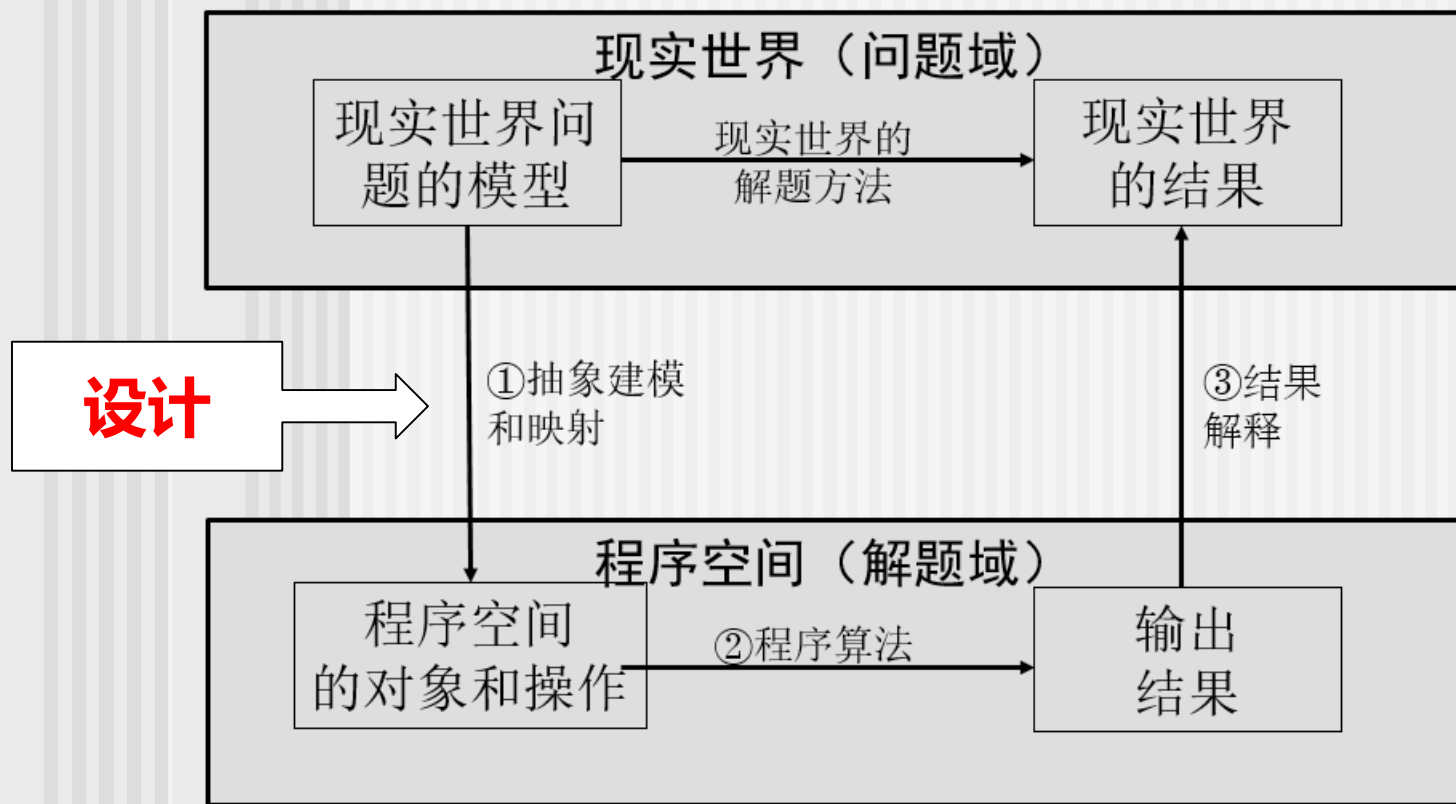 现实世界（问题域）
现实世界问
题的模型
现实世界的
解题方法
现实世界
的结果
设计
①抽象建模
和映射
③结果
解释
程序空间（解题域）
程序空间
的对象和操作
②程序算法
输出
结果